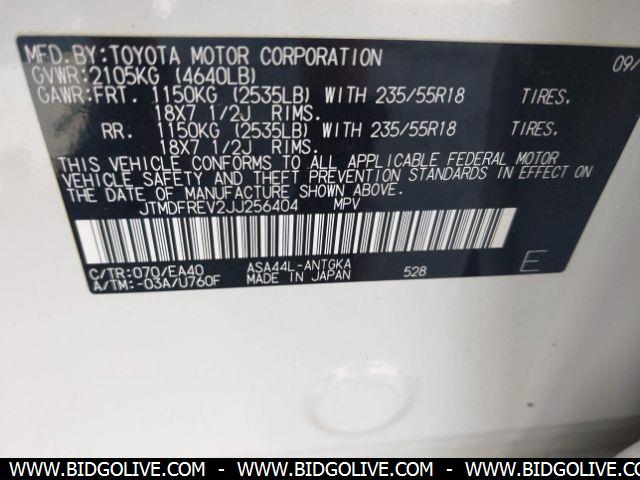 MFD.BY:TOYOTA MOTOR CORPORATION 09/
GVWR:2105KG (4640LB)
GAWR:FRT. 1150KG (2535LB) WITH 235/55R18 TIRES.
18X7 1/2J RIMS.
RR. 1150KG (2535LB) WITH 235/55R18 TIRES.
18X7 1/2J RIMS.
THIS VEHICLE CONFORMS TO ALL APPLICABLE FEDERAL MOTOR
VEHICLE SAFETY AND THEFT PREVENTION STANDARDS IN EFFECT ON
THE DATE OF MANUFACTURE SHOWN ABOVE.
JTMDFREV2JJ256404 MPV
C/TR:070/EA40 ASA44L-ANTGKA 528 E
A/TM:-03A/U760F MADE IN JAPAN
WWW.BIDGOLIVE.COM - WWW.BIDGOLIVE.COM - WWW.BIDGOLIVE.COM